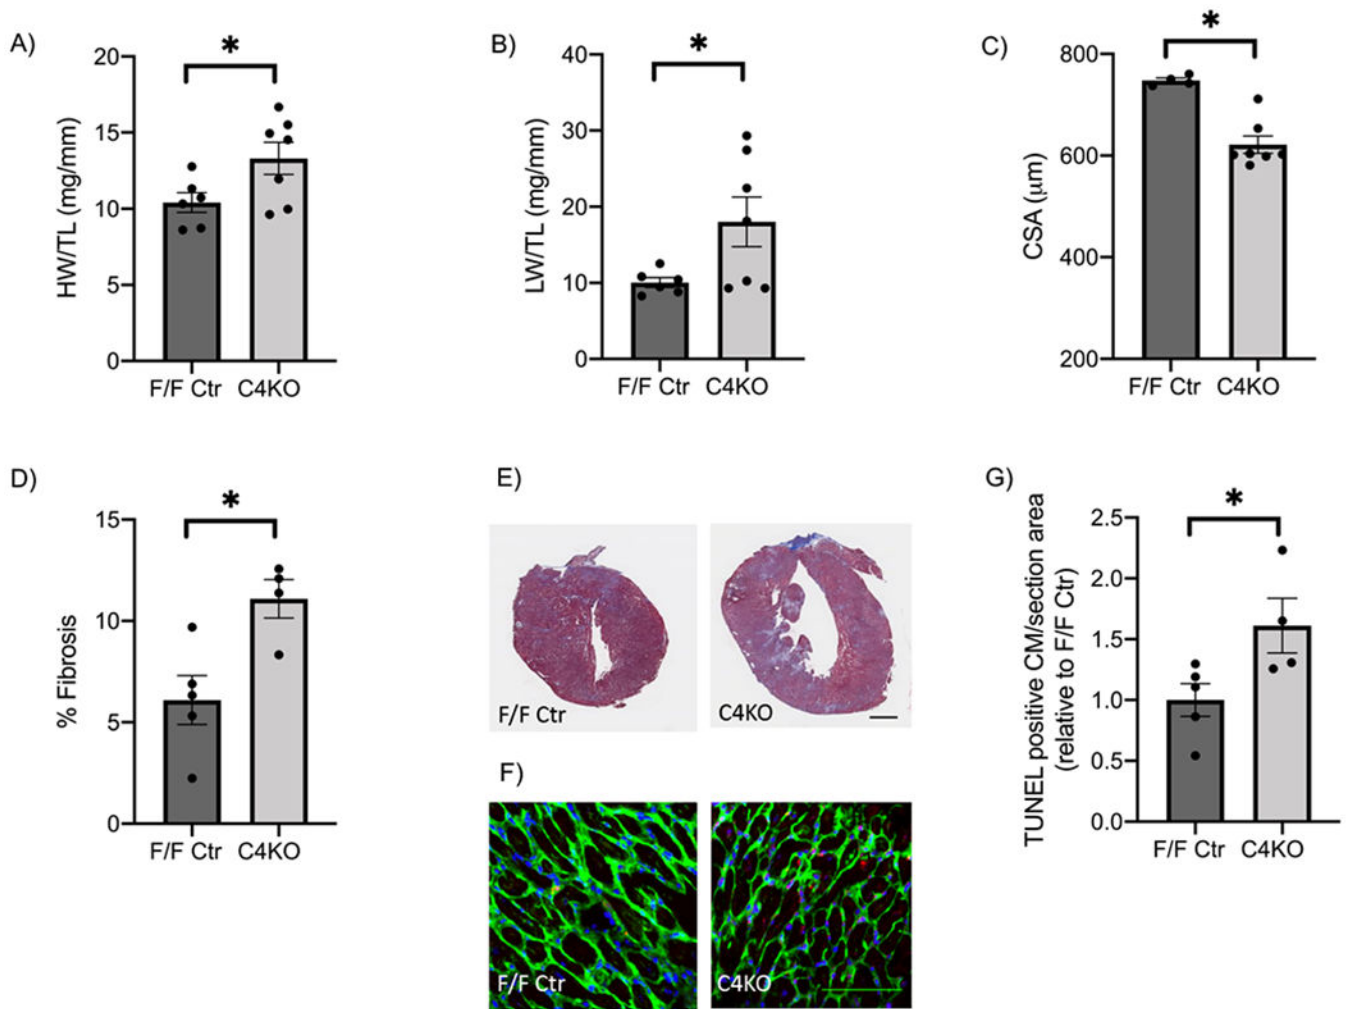 A)
*
HW/TL (mg/mm)
20
15
10
5
0
F/F Ctr C4KO
B)
*
LW/TL (mg/mm)
40
30
20
10
0
F/F Ctr C4KO
C)
*
CSA (μm)
800
600
400
200
F/F Ctr C4KO
D)
*
% Fibrosis
15
10
5
0
F/F Ctr C4KO
E)
F/F Ctr
C4KO
F)
F/F Ctr
C4KO
G)
*
TUNEL positive CM/section area
(relative to F/F Ctr)
2.5
2.0
1.5
1.0
0.5
0.0
F/F Ctr C4KO